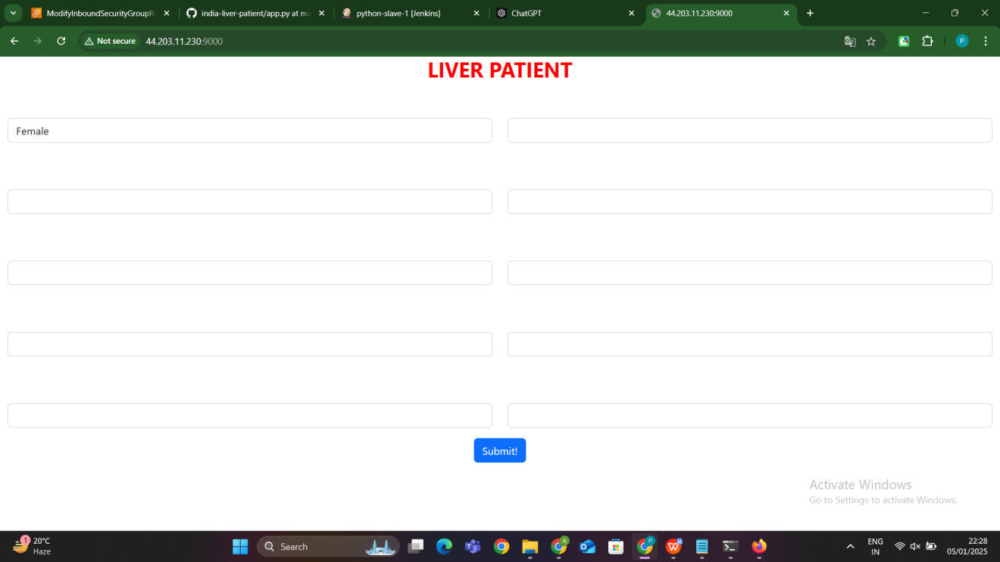 ModifyInboundSecurityGroupR
india-liver-patient/app.py at ma
python-slave-1 [Jenkins]
ChatGPT
44.203.11.230:9000
Not secure
44.203.11.230:9000
P
LIVER PATIENT
Female
Submit!
Activate Windows
Go to Settings to activate Windows.
1
20°C
Haze
Search
A
P
ENG
IN
22:28
05/01/2025